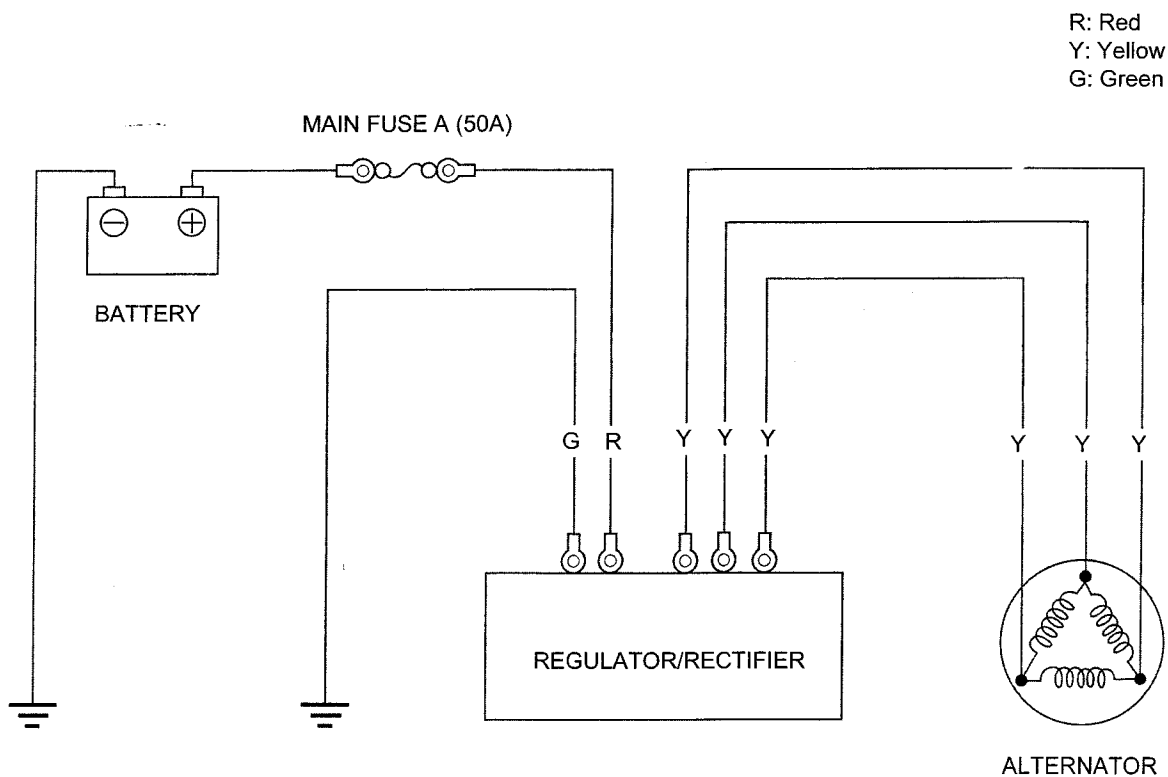 R: Red
Y: Yellow
G: Green
MAIN FUSE A (50A)
BATTERY
G R Y Y Y Y Y Y
REGULATOR/RECTIFIER
ALTERNATOR